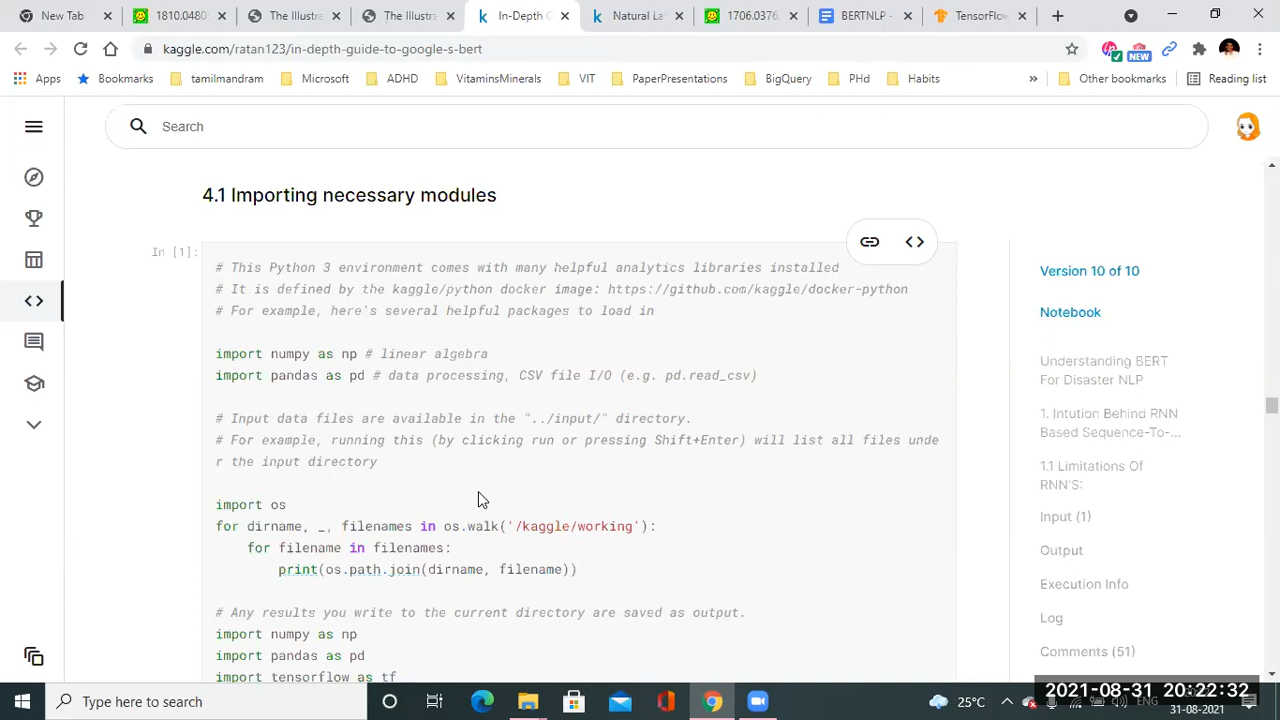 New Tab
1810.0480
The Illustra
The Illustra
In-Depth G
Natural La
1706.0376
BERTNLP -
TensorFlow
kaggle.com/ratan123/in-depth-guide-to-google-s-bert
NEW
Apps
Bookmarks
tamilmandram
Microsoft
ADHD
VitaminsMinerals
VIT
PaperPresentations
BigQuery
PHd
Habits
»
Other bookmarks
Reading list
Search
4.1 Importing necessary modules
In [1]:
# This Python 3 environment comes with many helpful analytics libraries installed
# It is defined by the kaggle/python docker image: https://github.com/kaggle/docker-python
# For example, here's several helpful packages to load in
import numpy as np # linear algebra
import pandas as pd # data processing, CSV file I/O (e.g. pd.read_csv)
# Input data files are available in the "../input/" directory.
# For example, running this (by clicking run or pressing Shift+Enter) will list all files unde
r the input directory
import os
for dirname, _, filenames in os.walk('/kaggle/working'):
for filename in filenames:
print(os.path.join(dirname, filename))
# Any results you write to the current directory are saved as output.
import numpy as np
import pandas as pd
import tensorflow as tf
Version 10 of 10
Notebook
Understanding BERT
For Disaster NLP
1. Intution Behind RNN
Based Sequence-To-...
1.1 Limitations Of
RNN'S:
Input (1)
Output
Execution Info
Log
Comments (51)
Type here to search
25°C
ENG
2021-08-31 20:22:32
31-08-2021